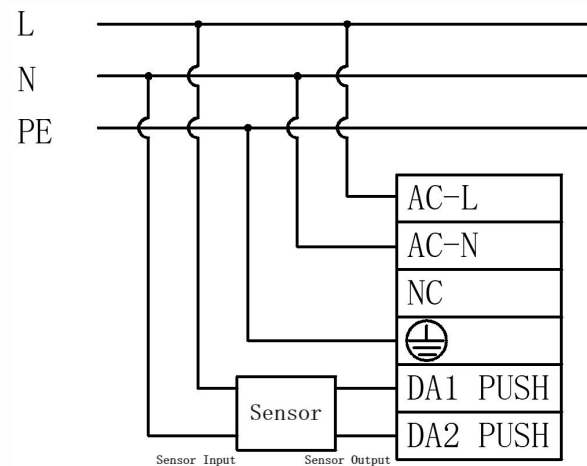 L
N
PE
AC-L
AC-N
NC
DA1 PUSH
Sensor
DA2 PUSH
Sensor Input
Sensor Output